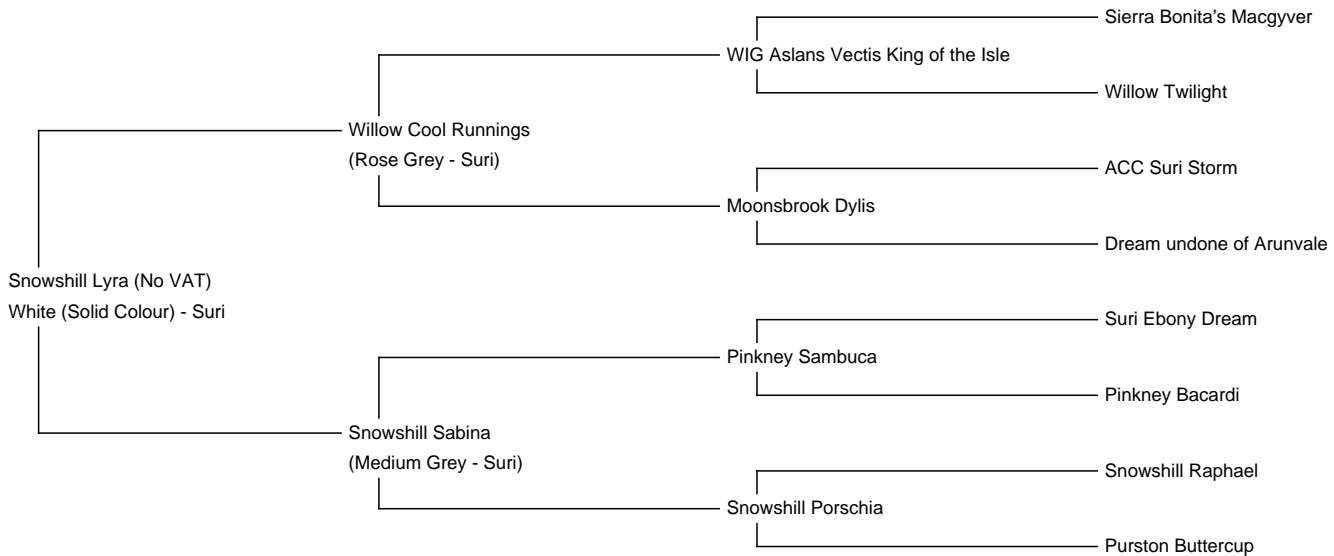 Sierra Bonita's Macgyver
WIG Aslans Vectis King of the Isle
Willow Twilight
Willow Cool Runnings
(Rose Grey - Suri)
ACC Suri Storm
Moonsbrook Dylis
Dream undone of Arunvale
Snowshill Lyra (No VAT)
White (Solid Colour) - Suri
Suri Ebony Dream
Pinkney Sambuca
Pinkney Bacardi
Snowshill Sabina
(Medium Grey - Suri)
Snowshill Raphael
Snowshill Porschia
Purston Buttercup